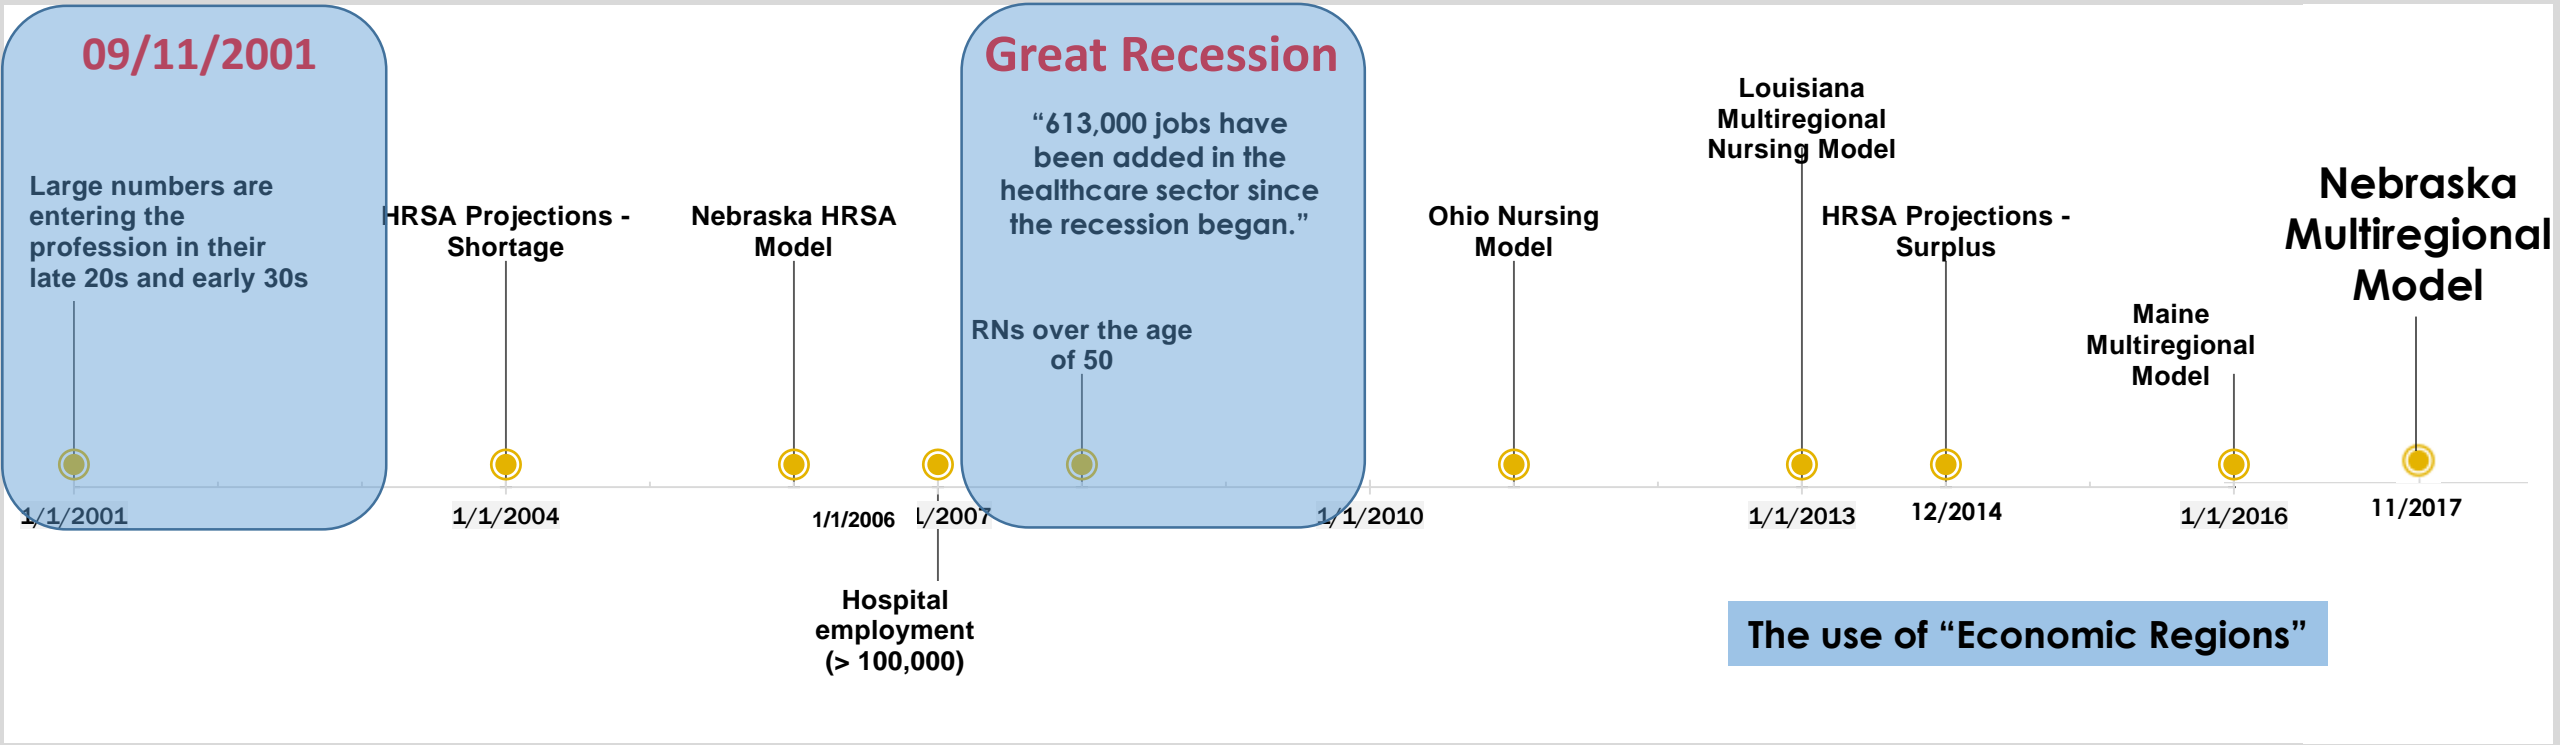 09/11/2001
Large numbers are
entering the
profession in their
late 20s and early 30s
HRSA Projections -
Shortage
Nebraska HRSA
Model
Great Recession
“613,000 jobs have
been added in the
healthcare sector since
the recession began.”
RNs over the age
of 50
Ohio Nursing
Model
Louisiana
Multiregional
Nursing Model
HRSA Projections -
Surplus
Maine
Multiregional
Model
Nebraska
Multiregional
Model
1/1/2001
1/1/2004
1/1/2006
1/2007
1/1/2010
1/1/2013
12/2014
1/1/2016
11/2017
Hospital
employment
(> 100,000)
The use of “Economic Regions”